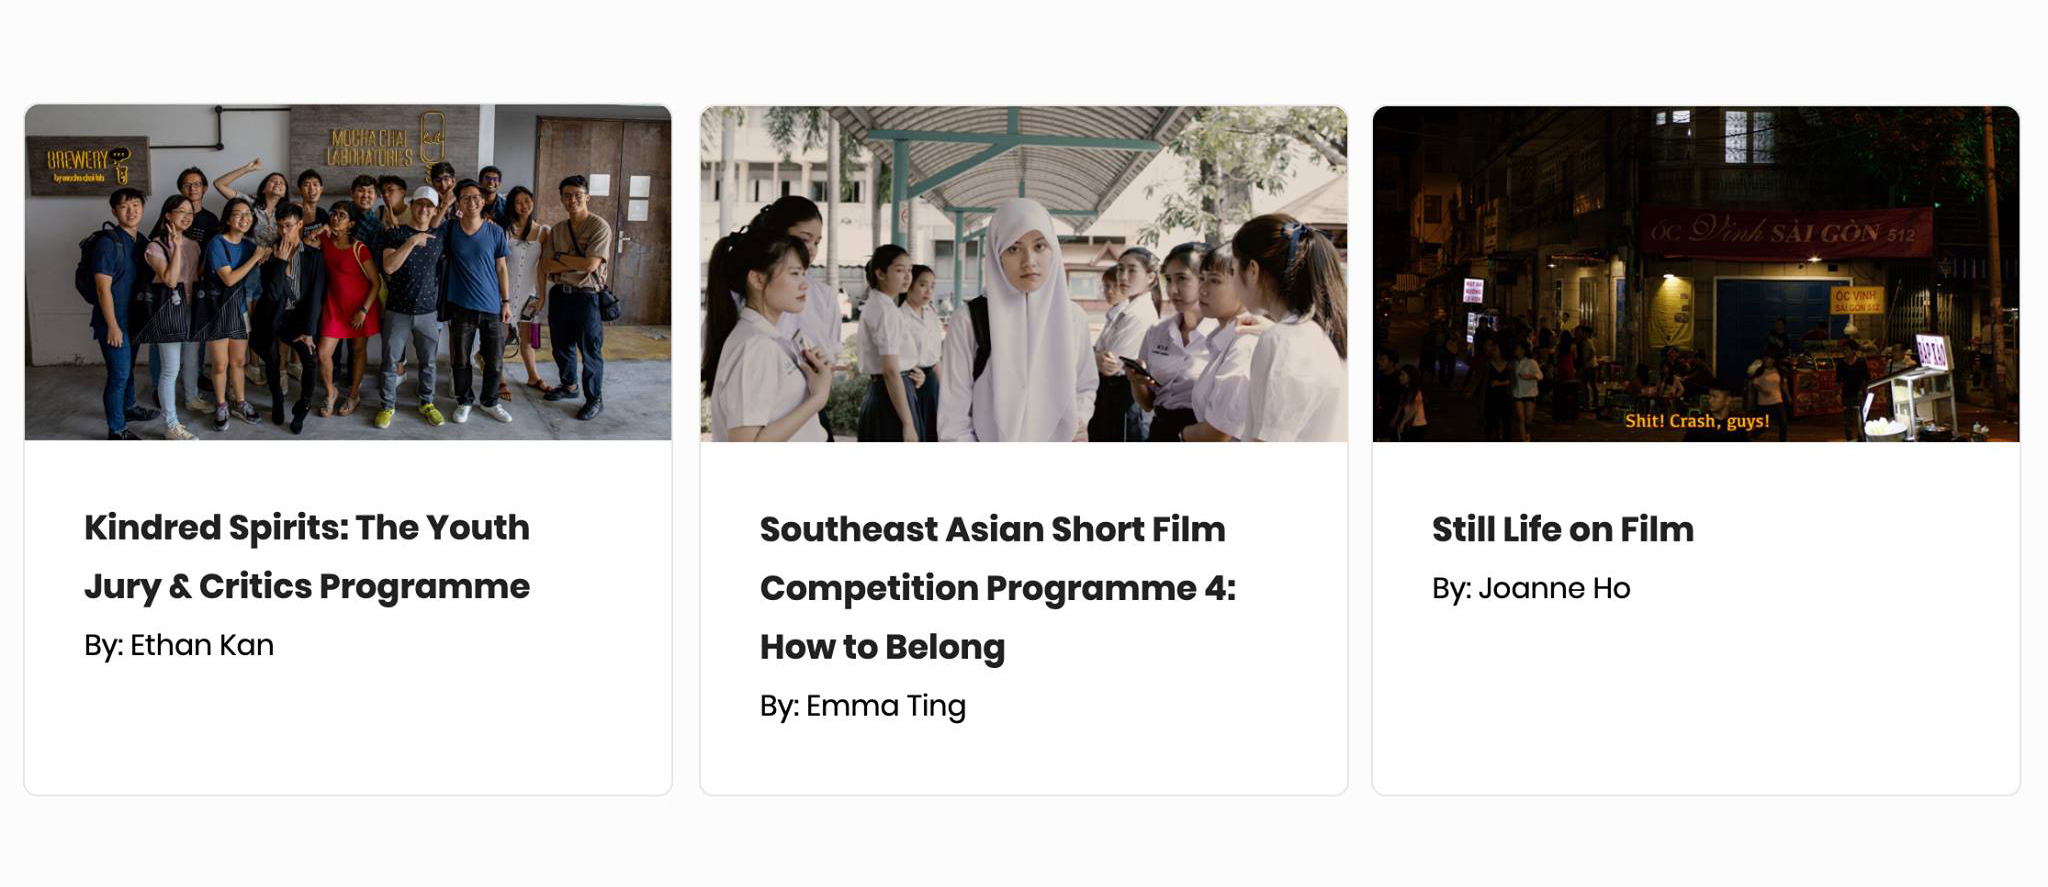 BREWERY
by mocha chai lab
MOCHA CHAI
LABORATORIES
ỐC Vinh SÀI GÒN 512
ỐC VINH
SÀI GÒN 512
Shit! Crash, guys!
Kindred Spirits: The Youth
Jury & Critics Programme
By: Ethan Kan
Southeast Asian Short Film
Competition Programme 4:
How to Belong
By: Emma Ting
Still Life on Film
By: Joanne Ho